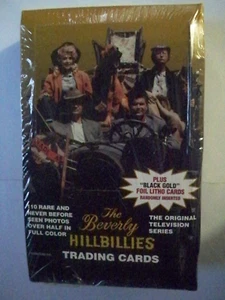 PLUS
"BLACK GOLD"
FOIL LITHO CARDS
RANDOMLY INSERTED
110 RARE AND
NEVER BEFORE
SEEN PHOTOS
OVER HALF IN
FULL COLOR
The
Beverly
HILLBILLIES
TRADING CARDS
THE ORIGINAL
TELEVISION
SERIES